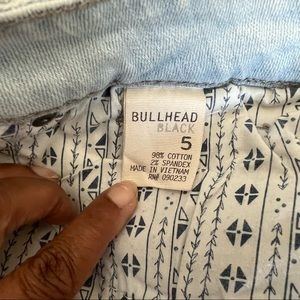 BULLHEAD
BLACK
5
98% COTTON
2% SPANDEX
MADE IN VIETNAM
RN# 090233